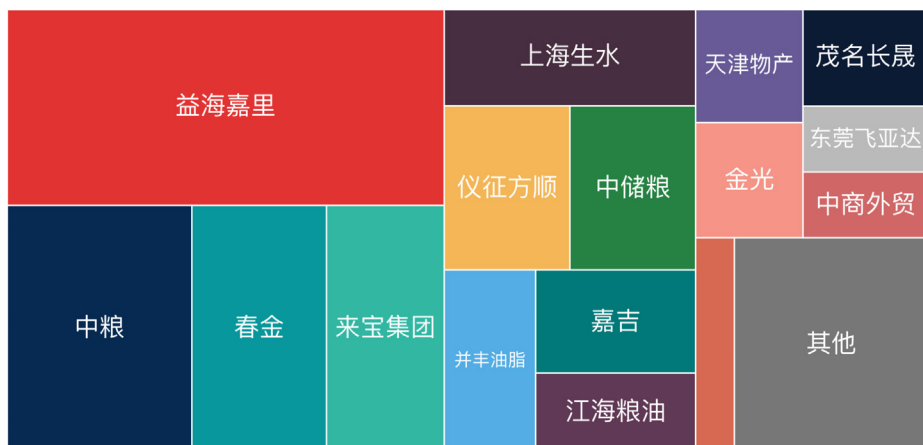 益海嘉里
中粮
春金
来宝集团
上海生水
仪征方顺
中储粮
并丰油脂
嘉吉
江海粮油
天津物产
茂名长晟
东莞飞亚达
金光
中商外贸
其他